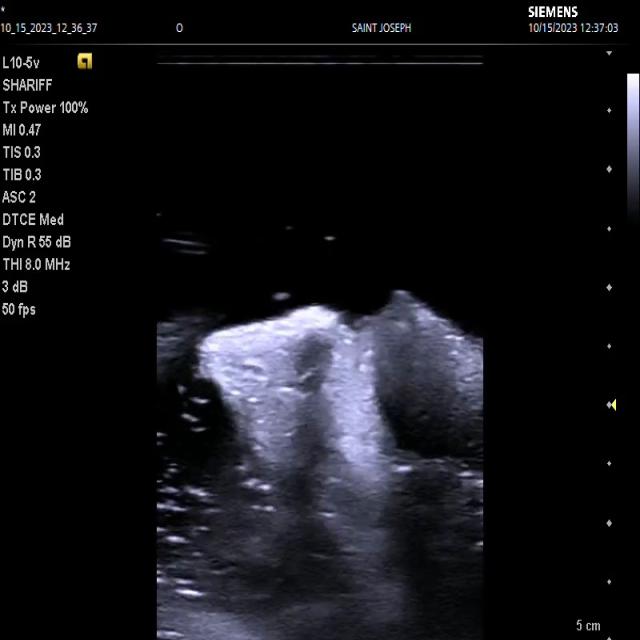 *
SIEMENS
10_15_2023_12_36_37 O SAINT JOSEPH 10/15/2023 12:37:03
L10-5v
SHARIFF
Tx Power 100%
MI 0.47
TIS 0.3
TIB 0.3
ASC 2
DTCE Med
Dyn R 55 dB
THI 8.0 MHz
3 dB
50 fps
5 cm